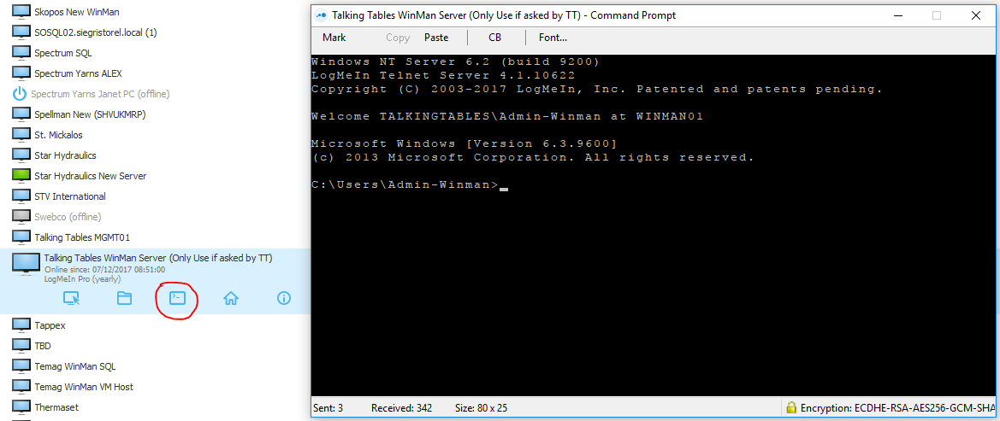 Skopos New WinMan
SOSQL02.siegristorel.local (1)
Spectrum SQL
Spectrum Yarns ALEX
Spectrum Yarns Janet PC (offline)
Spellman New (SHVUKMRP)
St. Mickalos
Star Hydraulics
Star Hydraulics New Server
STV International
Swebco (offline)
Talking Tables MGMT01
Talking Tables WinMan Server (Only Use if asked by TT)
Online since: 07/12/2017 08:51:00
LogMeIn Pro (yearly)
Tappex
TBD
Temag WinMan SQL
Temag WinMan VM Host
Thermaset
Talking Tables WinMan Server (Only Use if asked by TT) - Command Prompt
Mark Copy Paste CB Font...
Windows NT Server 6.2 (build 9200)
LogMeIn Telnet Server 4.1.10622
Copyright (C) 2003-2017 LogMeIn, Inc. Patented and patents pending.
Welcome TALKINGTABLES\Admin-Winman at WINMAN01
Microsoft Windows [Version 6.3.9600]
(c) 2013 Microsoft Corporation. All rights reserved.
C:\Users\Admin-Winman>
Sent: 3 Received: 342 Size: 80 x 25 Encryption: ECDHE-RSA-AES256-GCM-SHA